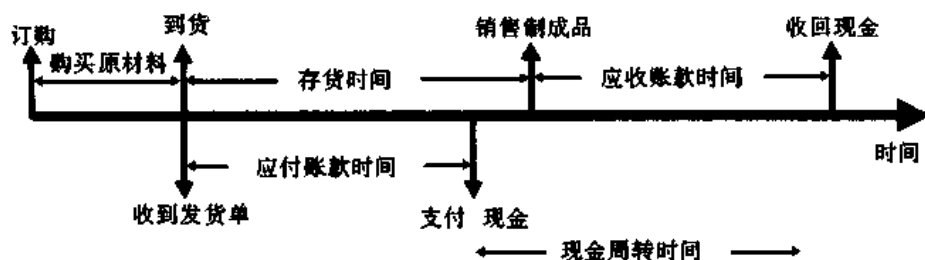 订购
到货
销售制成品
收回现金
购买原材料
存货时间
应收账款时间
时间
应付账款时间
收到发货单
支付 现金
现金周转时间